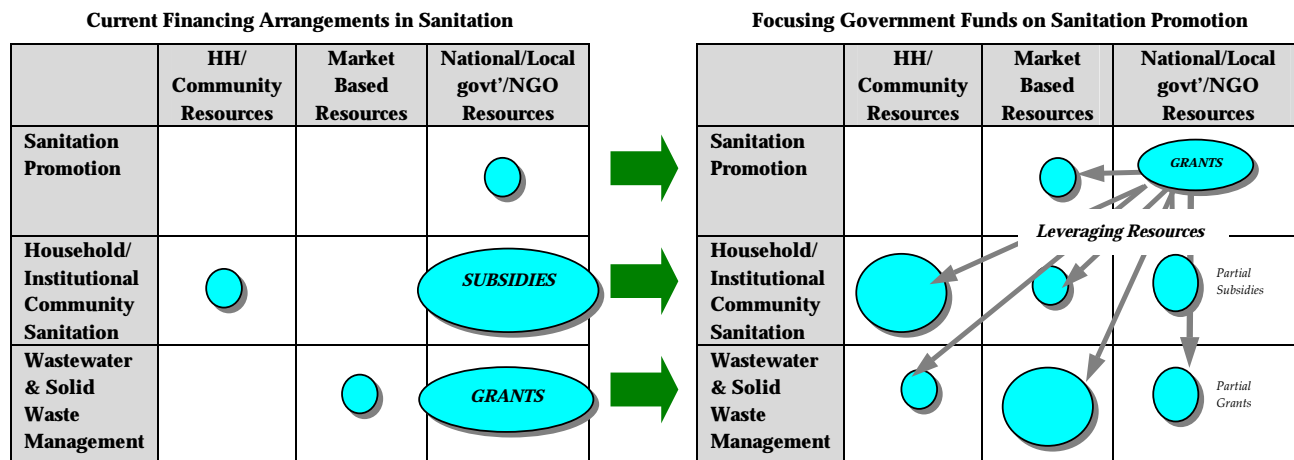 Current Financing Arrangements in Sanitation
HH/
Community
Resources
Market
Based
Resources
National/Local
govt'/NGO
Resources
Sanitation
Promotion
Household/
Institutional
Community
Sanitation
SUBSIDIES
Wastewater
& Solid
Waste
Management
GRANTS
Focusing Government Funds on Sanitation Promotion
HH/
Community
Resources
Market
Based
Resources
National/Local
govt'/NGO
Resources
Sanitation
Promotion
GRANTS
Leveraging Resources
Household/
Institutional
Community
Sanitation
Partial
Subsidies
Wastewater
& Solid
Waste
Management
Partial
Grants